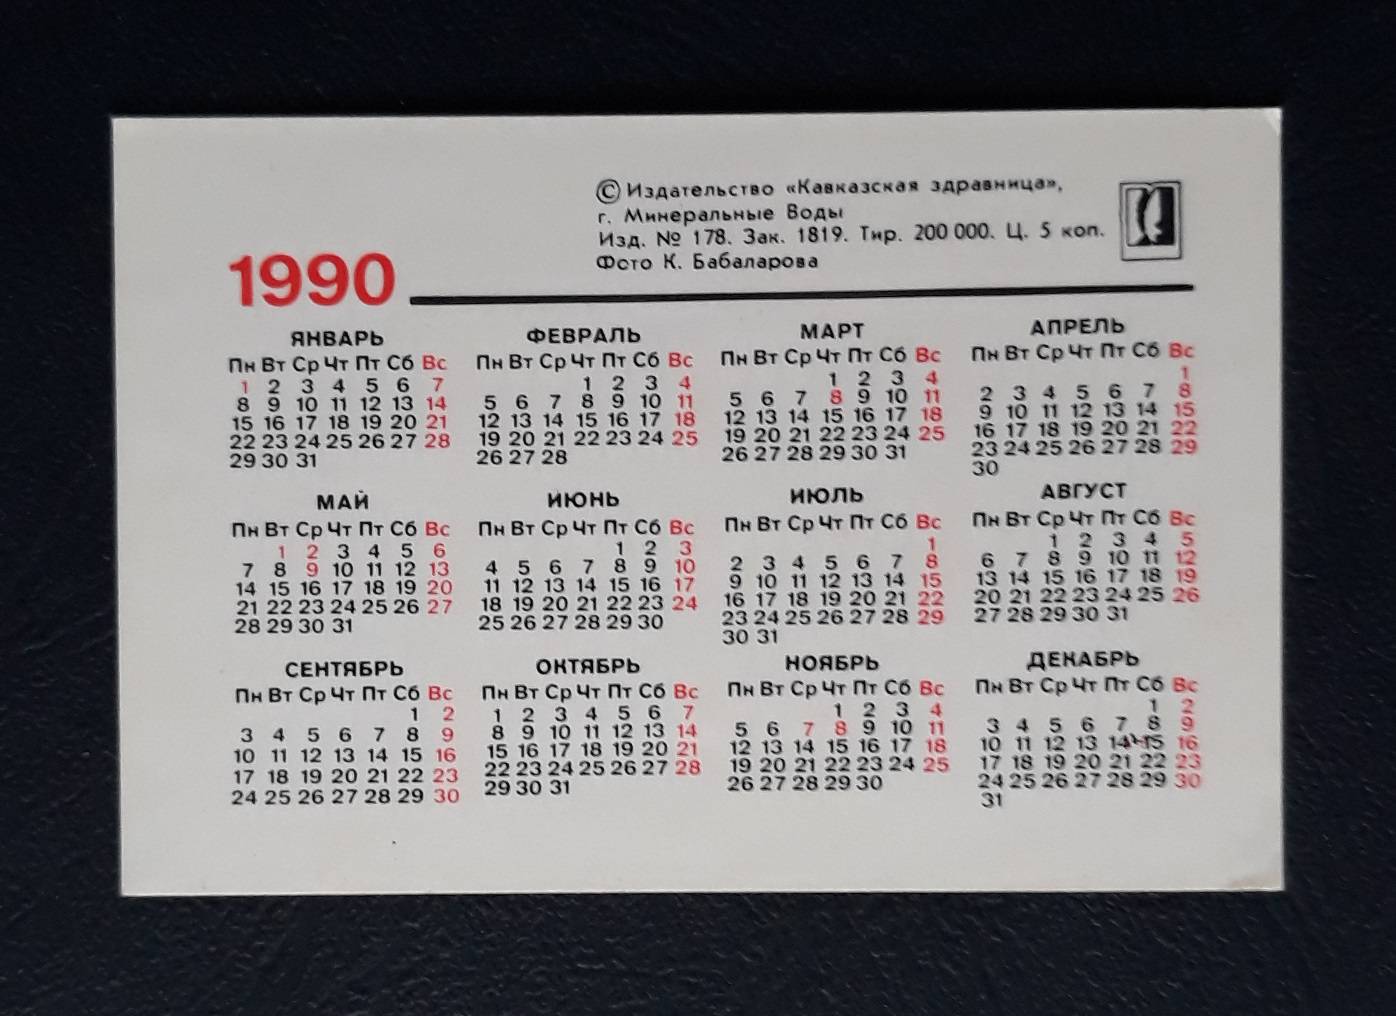 © Издательство «Кавказская здравница»,
г. Минеральные Воды
Изд. № 178. Зак. 1819. Тир. 200 000. Ц. 5 коп.
Фото К. Бабаларова
1990
ЯНВАРЬ
Пн Вт Ср Чт Пт Сб Вс
1 2 3 4 5 6 7
8 9 10 11 12 13 14
15 16 17 18 19 20 21
22 23 24 25 26 27 28
29 30 31
ФЕВРАЛЬ
Пн Вт Ср Чт Пт Сб Вс
1 2 3 4
5 6 7 8 9 10 11
12 13 14 15 16 17 18
19 20 21 22 23 24 25
26 27 28
МАРТ
Пн Вт Ср Чт Пт Сб Вс
1 2 3 4
5 6 7 8 9 10 11
12 13 14 15 16 17 18
19 20 21 22 23 24 25
26 27 28 29 30 31
АПРЕЛЬ
Пн Вт Ср Чт Пт Сб Вс
1
2 3 4 5 6 7 8
9 10 11 12 13 14 15
16 17 18 19 20 21 22
23 24 25 26 27 28 29
30
МАЙ
Пн Вт Ср Чт Пт Сб Вс
1 2 3 4 5 6
7 8 9 10 11 12 13
14 15 16 17 18 19 20
21 22 23 24 25 26 27
28 29 30 31
ИЮНЬ
Пн Вт Ср Чт Пт Сб Вс
1 2 3
4 5 6 7 8 9 10
11 12 13 14 15 16 17
18 19 20 21 22 23 24
25 26 27 28 29 30
ИЮЛЬ
Пн Вт Ср Чт Пт Сб Вс
1
2 3 4 5 6 7 8
9 10 11 12 13 14 15
16 17 18 19 20 21 22
23 24 25 26 27 28 29
30 31
АВГУСТ
Пн Вт Ср Чт Пт Сб Вс
1 2 3 4 5
6 7 8 9 10 11 12
13 14 15 16 17 18 19
20 21 22 23 24 25 26
27 28 29 30 31
СЕНТЯБРЬ
Пн Вт Ср Чт Пт Сб Вс
1 2
3 4 5 6 7 8 9
10 11 12 13 14 15 16
17 18 19 20 21 22 23
24 25 26 27 28 29 30
ОКТЯБРЬ
Пн Вт Ср Чт Пт Сб Вс
1 2 3 4 5 6 7
8 9 10 11 12 13 14
15 16 17 18 19 20 21
22 23 24 25 26 27 28
29 30 31
НОЯБРЬ
Пн Вт Ср Чт Пт Сб Вс
1 2 3 4
5 6 7 8 9 10 11
12 13 14 15 16 17 18
19 20 21 22 23 24 25
26 27 28 29 30
ДЕКАБРЬ
Пн Вт Ср Чт Пт Сб Вс
1 2
3 4 5 6 7 8 9
10 11 12 13 14 15 16
17 18 19 20 21 22 23
24 25 26 27 28 29 30
31